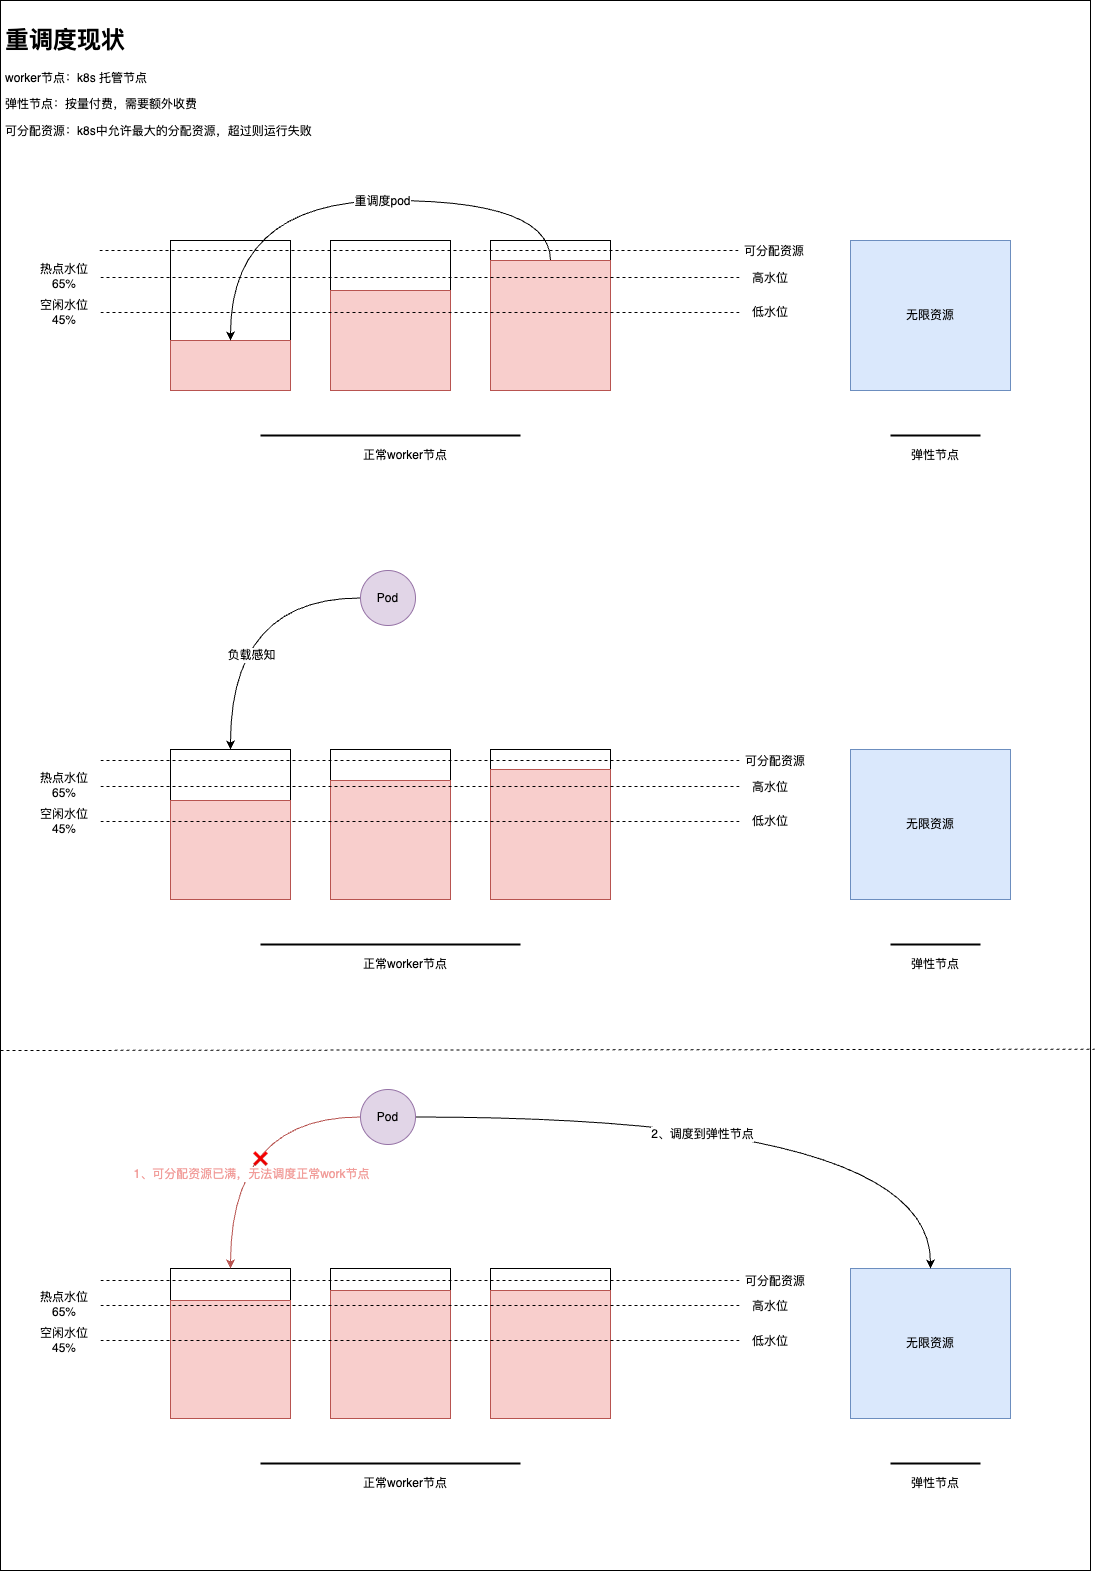 重调度现状
worker节点：k8s 托管节点
弹性节点：按量付费，需要额外收费
可分配资源：k8s中允许最大的分配资源，超过则运行失败
重调度pod
可分配资源
热点水位
65%
高水位
空闲水位
45%
低水位
无限资源
正常worker节点
弹性节点
Pod
负载感知
可分配资源
热点水位
65%
高水位
空闲水位
45%
低水位
无限资源
正常worker节点
弹性节点
Pod
2、调度到弹性节点
1、可分配资源已满，无法调度正常work节点
可分配资源
热点水位
65%
高水位
空闲水位
45%
低水位
无限资源
正常worker节点
弹性节点